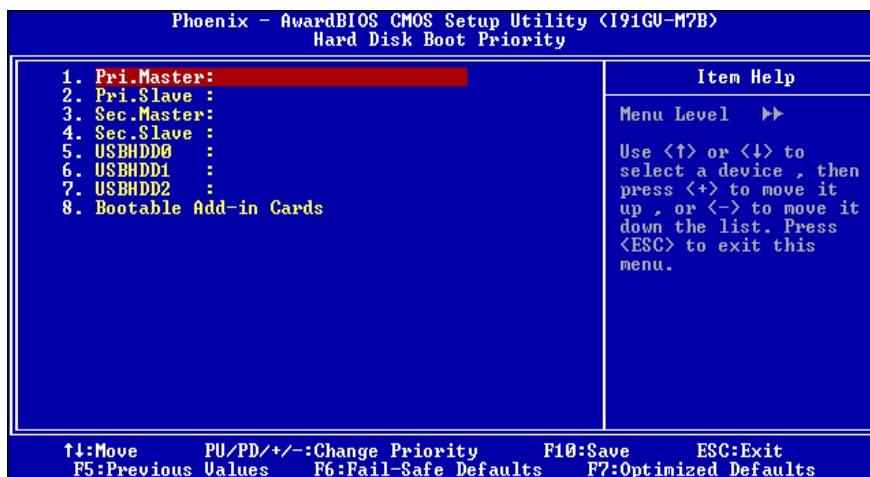 Phoenix - AwardBIOS CMOS Setup Utility (I91GV-M7B)
Hard Disk Boot Priority
1. Pri.Master:
2. Pri.Slave :
3. Sec.Master:
4. Sec.Slave :
5. USBHDD0 :
6. USBHDD1 :
7. USBHDD2 :
8. Bootable Add-in Cards
Item Help
Menu Level ▸▸
Use <↑> or <↓> to
select a device , then
press <+> to move it
up , or <-> to move it
down the list. Press
<ESC> to exit this
menu.
↑↓:Move PU/PD/+/-:Change Priority F10:Save ESC:Exit
F5:Previous Values F6:Fail-Safe Defaults F7:Optimized Defaults